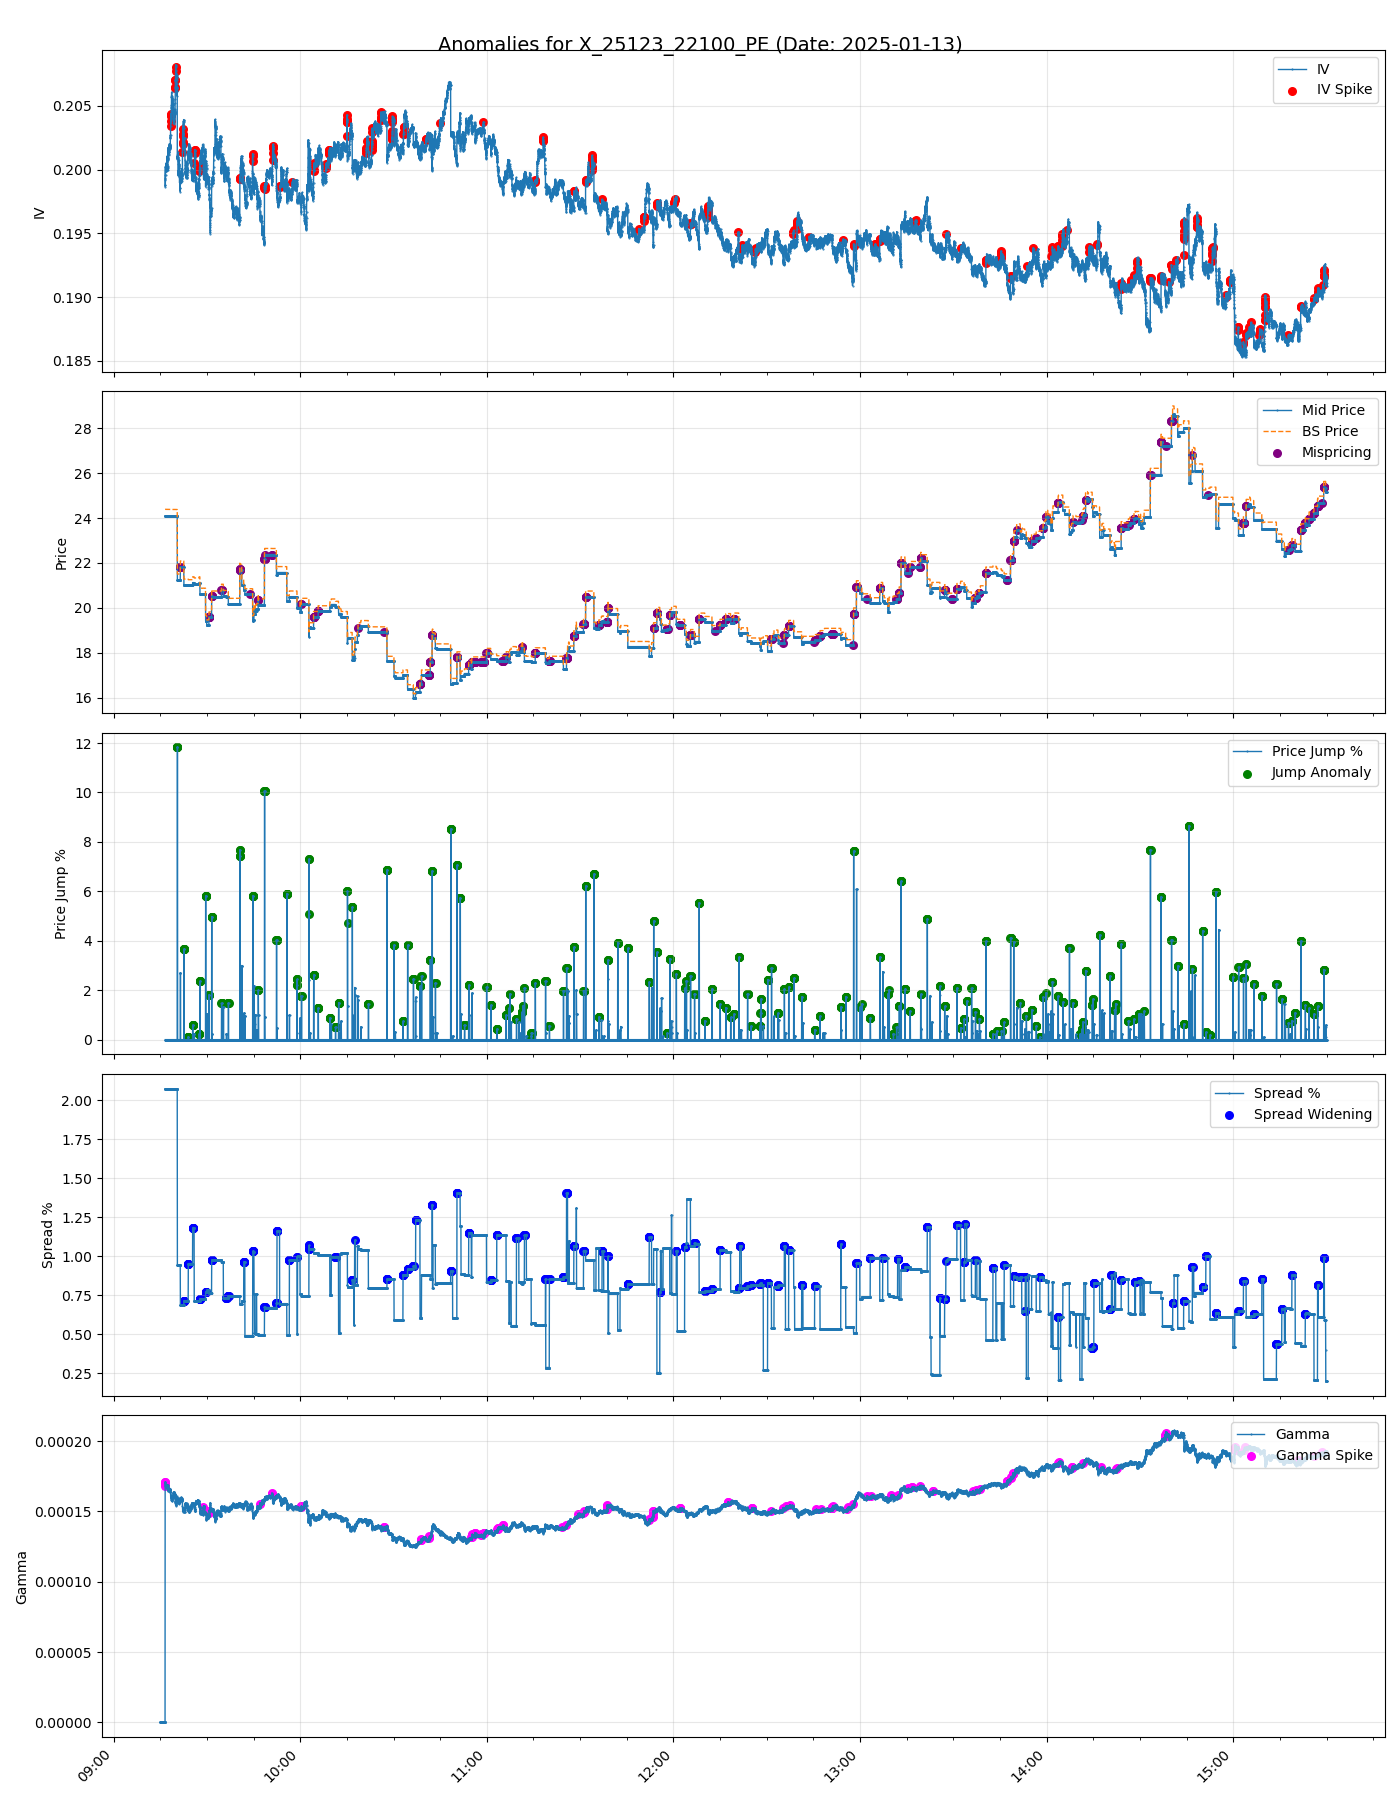 Anomalies for X_25123_22100_PE (Date: 2025-01-13)
IV
IV Spike
0.205
0.200
0.195
0.190
0.185
IV
Mid Price
BS Price
Mispricing
28
26
24
22
20
18
16
Price
Price Jump %
Jump Anomaly
12
10
8
6
4
2
0
Price Jump %
Spread %
Spread Widening
2.00
1.75
1.50
1.25
1.00
0.75
0.50
0.25
Spread %
Gamma
Gamma Spike
0.00020
0.00015
0.00010
0.00005
0.00000
Gamma
09:00
10:00
11:00
12:00
13:00
14:00
15:00